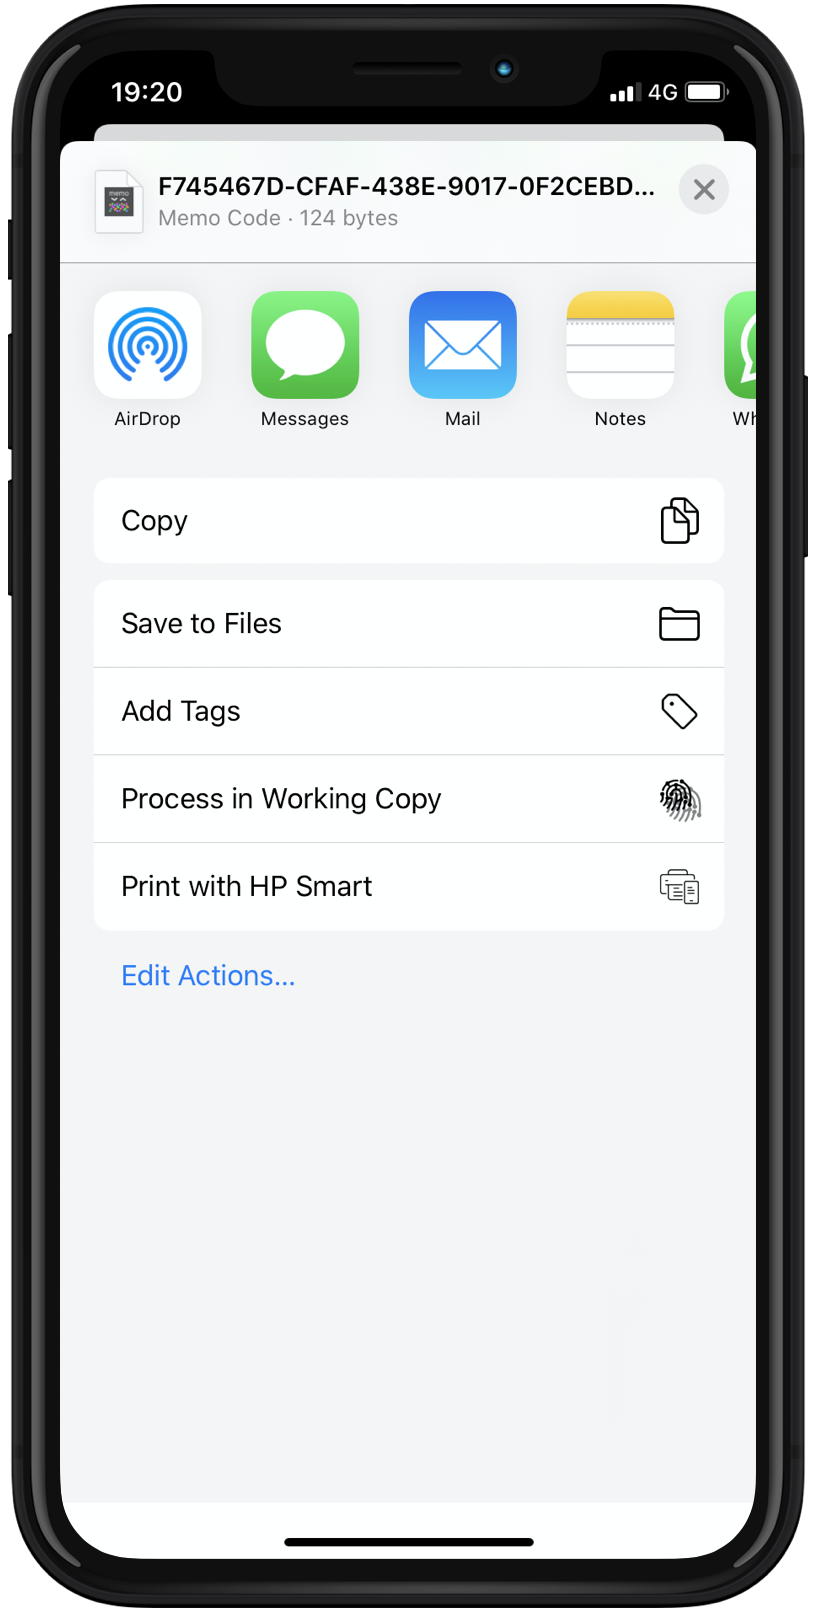 19:20
4G
memo
F745467D-CFAF-438E-9017-0F2CEBD...
Memo Code · 124 bytes
AirDrop
Messages
Mail
Notes
Wh
Copy
Save to Files
Add Tags
Process in Working Copy
Print with HP Smart
Edit Actions...